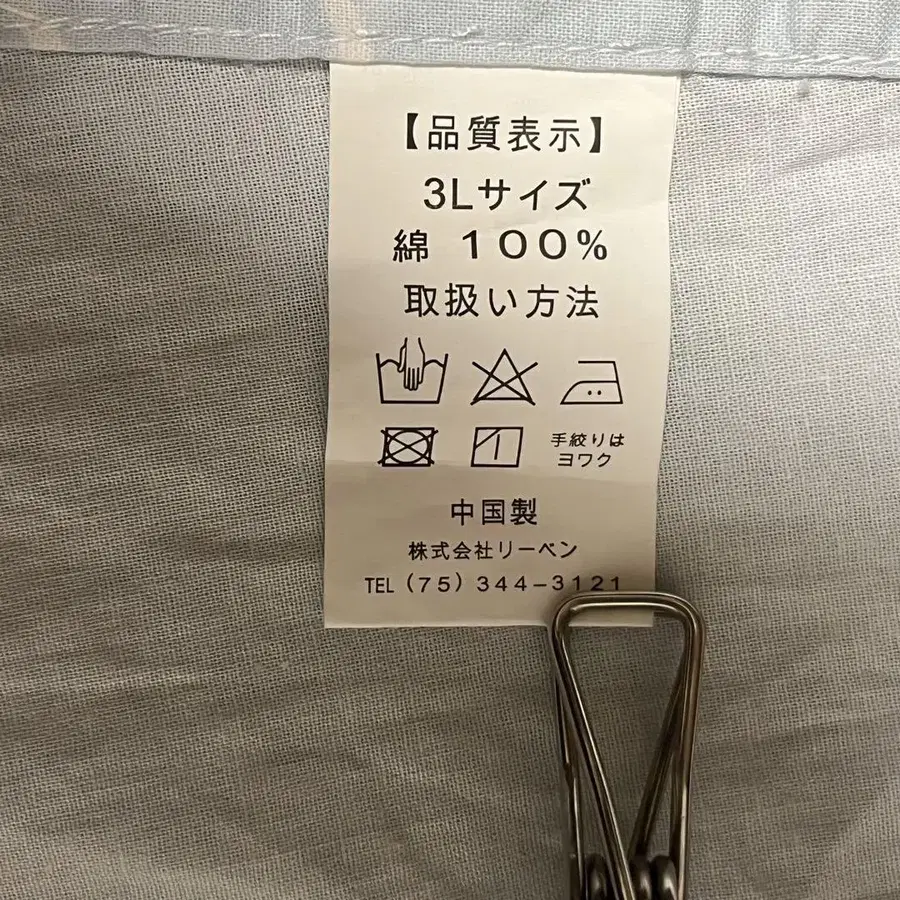 【品質表示】
3Lサイズ
綿 100%
取扱い方法
手絞りは
ヨワク
中国製
株式会社リーベン
TEL(75)344-3121